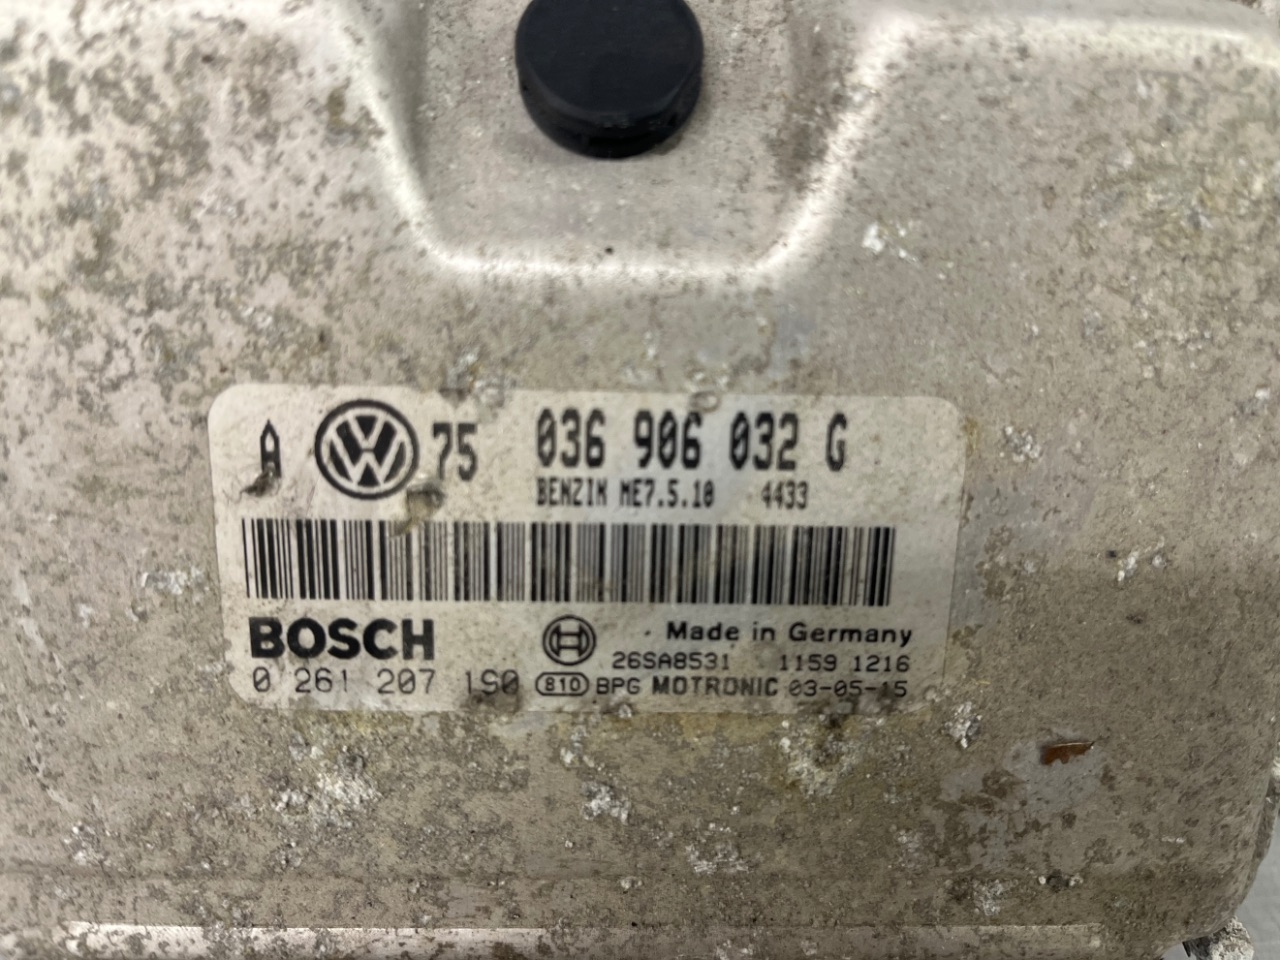 A VW 75 036 906 032 G
BENZIN ME7.5.10 4433
BOSCH
Made in Germany
26SA8531 1159 1216
0 261 207 190 810 BPG MOTRONIC 03-05-15